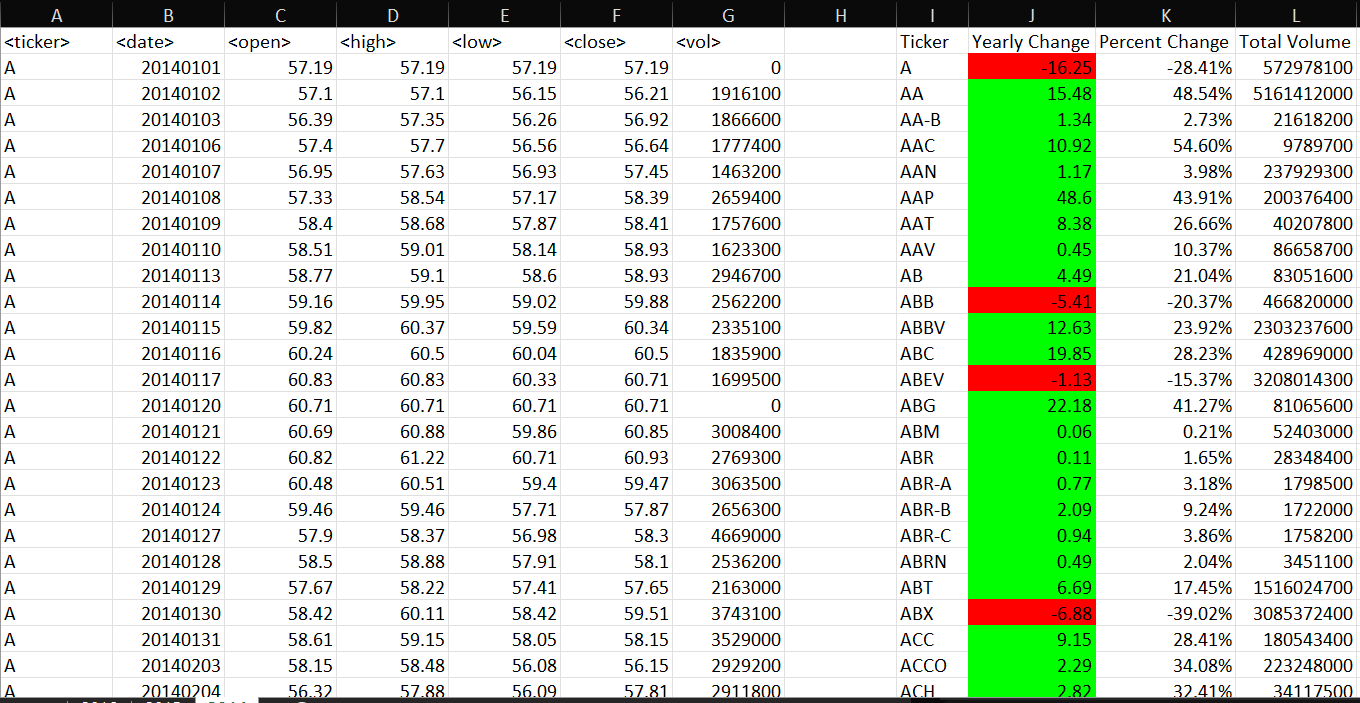 A B C D E F G H I J K L
<ticker> <date> <open> <high> <low> <close> <vol> Ticker Yearly Change Percent Change Total Volume
A 20140101 57.19 57.19 57.19 57.19 0 A -16.25 -28.41% 572978100
A 20140102 57.1 57.1 56.15 56.21 1916100 AA 15.48 48.54% 5161412000
A 20140103 56.39 57.35 56.26 56.92 1866600 AA-B 1.34 2.73% 21618200
A 20140106 57.4 57.7 56.56 56.64 1777400 AAC 10.92 54.60% 9789700
A 20140107 56.95 57.63 56.93 57.45 1463200 AAN 1.17 3.98% 237929300
A 20140108 57.33 58.54 57.17 58.39 2659400 AAP 48.6 43.91% 200376400
A 20140109 58.4 58.68 57.87 58.41 1757600 AAT 8.38 26.66% 40207800
A 20140110 58.51 59.01 58.14 58.93 1623300 AAV 0.45 10.37% 86658700
A 20140113 58.77 59.1 58.6 58.93 2946700 AB 4.49 21.04% 83051600
A 20140114 59.16 59.95 59.02 59.88 2562200 ABB -5.41 -20.37% 466820000
A 20140115 59.82 60.37 59.59 60.34 2335100 ABBV 12.63 23.92% 2303237600
A 20140116 60.24 60.5 60.04 60.5 1835900 ABC 19.85 28.23% 428969000
A 20140117 60.83 60.83 60.33 60.71 1699500 ABEV -1.13 -15.37% 3208014300
A 20140120 60.71 60.71 60.71 60.71 0 ABG 22.18 41.27% 81065600
A 20140121 60.69 60.88 59.86 60.85 3008400 ABM 0.06 0.21% 52403000
A 20140122 60.82 61.22 60.71 60.93 2769300 ABR 0.11 1.65% 28348400
A 20140123 60.48 60.51 59.4 59.47 3063500 ABR-A 0.77 3.18% 1798500
A 20140124 59.46 59.46 57.71 57.87 2656300 ABR-B 2.09 9.24% 1722000
A 20140127 57.9 58.37 56.98 58.3 4669000 ABR-C 0.94 3.86% 1758200
A 20140128 58.5 58.88 57.91 58.1 2536200 ABRN 0.49 2.04% 3451100
A 20140129 57.67 58.22 57.41 57.65 2163000 ABT 6.69 17.45% 1516024700
A 20140130 58.42 60.11 58.42 59.51 3743100 ABX -6.88 -39.02% 3085372400
A 20140131 58.61 59.15 58.05 58.15 3529000 ACC 9.15 28.41% 180543400
A 20140203 58.15 58.48 56.08 56.15 2929200 ACCO 2.29 34.08% 223248000
A 20140204 56.32 57.88 56.09 57.81 2911800 ACH 2.82 32.41% 34117500